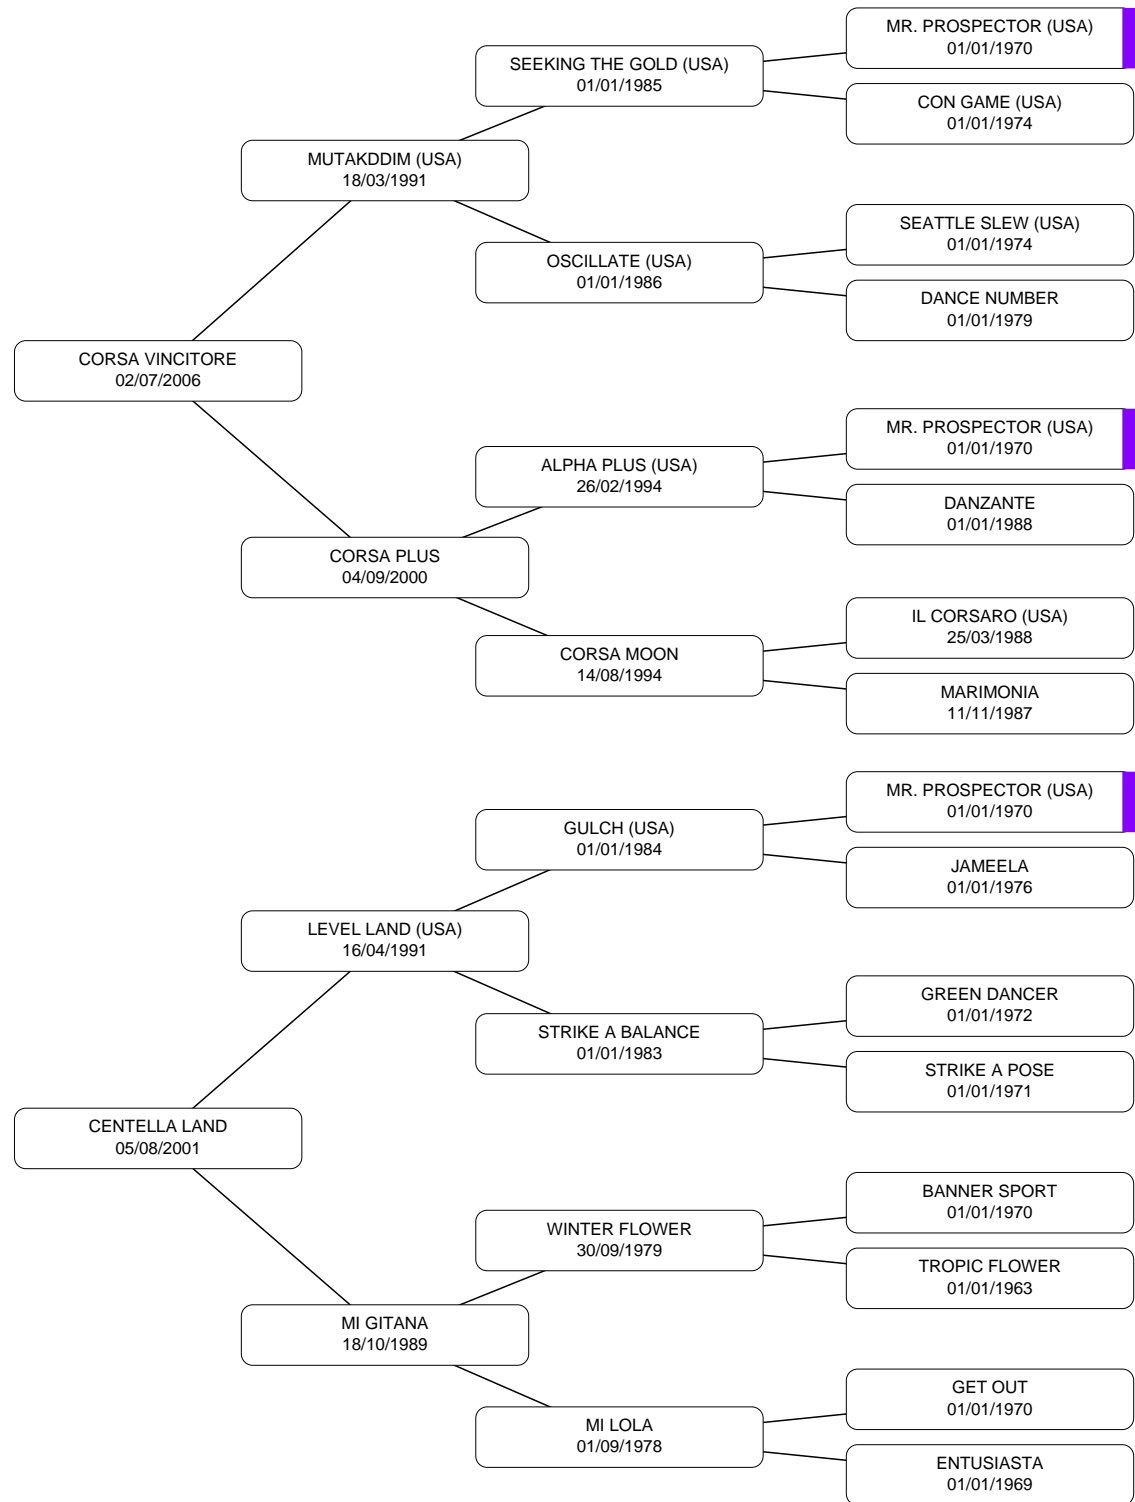 MR. PROSPECTOR (USA)
01/01/1970
SEEKING THE GOLD (USA)
01/01/1985
CON GAME (USA)
01/01/1974
MUTAKDDIM (USA)
18/03/1991
SEATTLE SLEW (USA)
01/01/1974
OSCILLATE (USA)
01/01/1986
DANCE NUMBER
01/01/1979
CORSA VINCITORE
02/07/2006
MR. PROSPECTOR (USA)
01/01/1970
ALPHA PLUS (USA)
26/02/1994
DANZANTE
01/01/1988
CORSA PLUS
04/09/2000
IL CORSARO (USA)
25/03/1988
CORSA MOON
14/08/1994
MARIMONIA
11/11/1987
MR. PROSPECTOR (USA)
01/01/1970
GULCH (USA)
01/01/1984
JAMEELA
01/01/1976
LEVEL LAND (USA)
16/04/1991
GREEN DANCER
01/01/1972
STRIKE A BALANCE
01/01/1983
STRIKE A POSE
01/01/1971
CENTELLA LAND
05/08/2001
BANNER SPORT
01/01/1970
WINTER FLOWER
30/09/1979
TROPIC FLOWER
01/01/1963
MI GITANA
18/10/1989
GET OUT
01/01/1970
MI LOLA
01/09/1978
ENTUSIASTA
01/01/1969